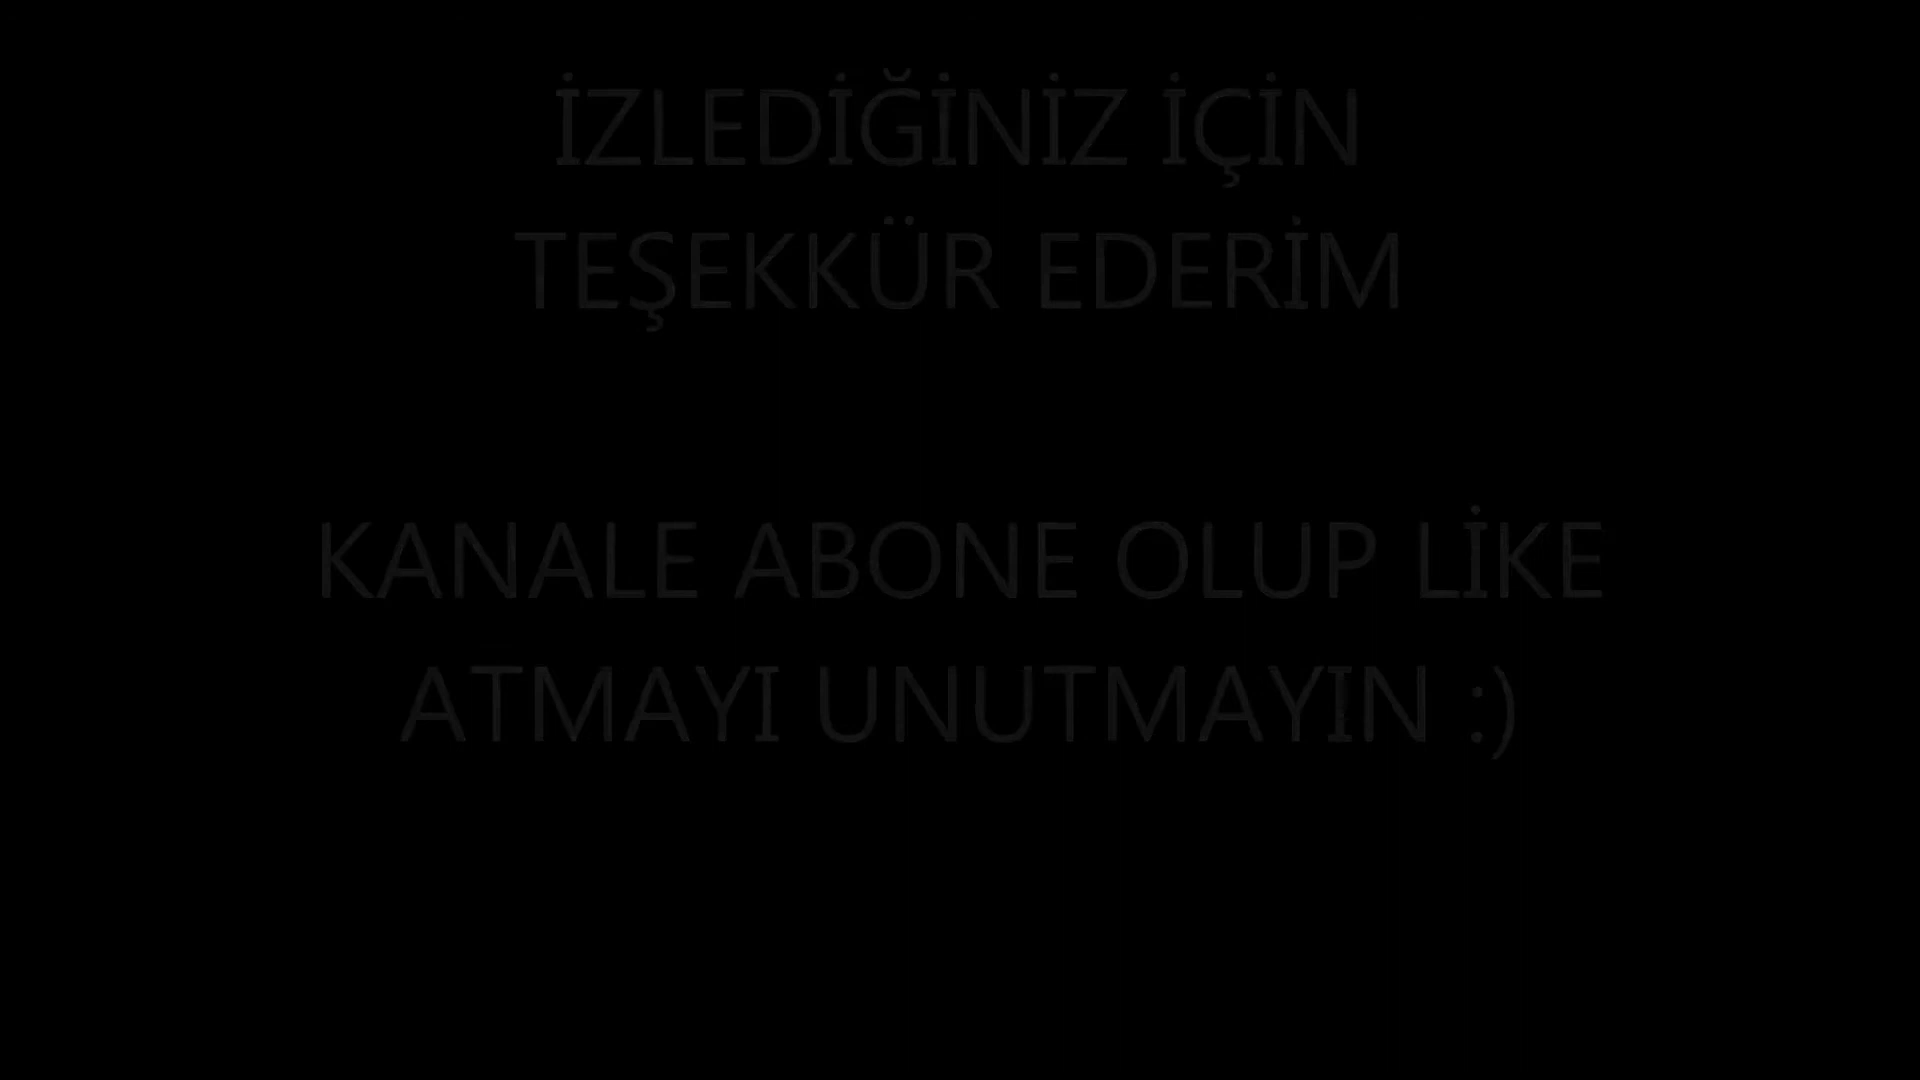 İZLEDİĞİNİZ İÇİN
TEŞEKKÜR EDERİM
KANALE ABONE OLUP LİKE
ATMAYI UNUTMAYIN :)